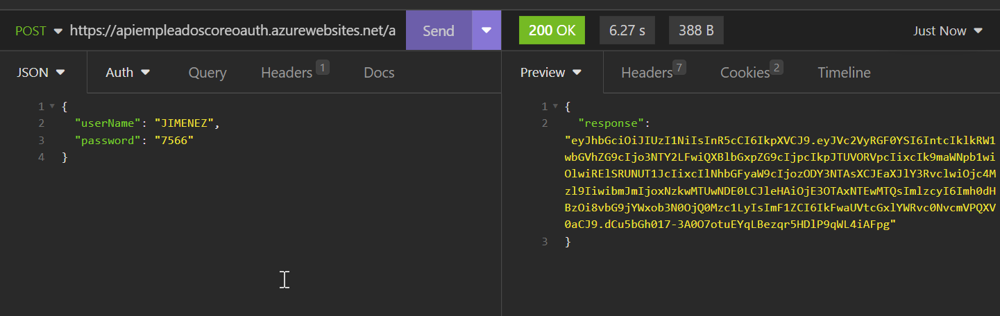 POST https://apiempleadoscoreoauth.azurewebsites.net/a Send 200 OK 6.27 s 388 B Just Now
JSON Auth Query Headers 1 Docs Preview Headers 7 Cookies 2 Timeline
1 {
2 "userName": "JIMENEZ",
3 "password": "7566"
4 }
1 {
2 "response":
"eyJhbGciOiJIUzI1NiIsInR5cCI6IkpXVCJ9.eyJVc2VyRGF0YSI6IntcIklkRW1
wbGVhZG9cIjo3NTY2LFwiQXBlbGxpZG9cIjpcIkpJTUVORVpcIixcIk9maWNpb1wi
OlwiRElSRUNUT1JcIixcIlNhbGFyaW9cIjozODY3NTAsXCJEaXJlY3RvclwiOjc4M
zl9IiwibmJmIjoxNzkwMTUwNDE0LCJleHAiOjE3OTAxNTEwMTQsImlzcyI6Imh0dH
BzOi8vbG9jYWxob3N0OjQ0Mzc1LyIsImF1ZCI6IkFwaUVtcGxlYWRvc0NvcmVPQXV
0aCJ9.dCu5bGh017-3A0O7otuEYqLBezqr5HDlP9qWL4iAFpg"
3 }